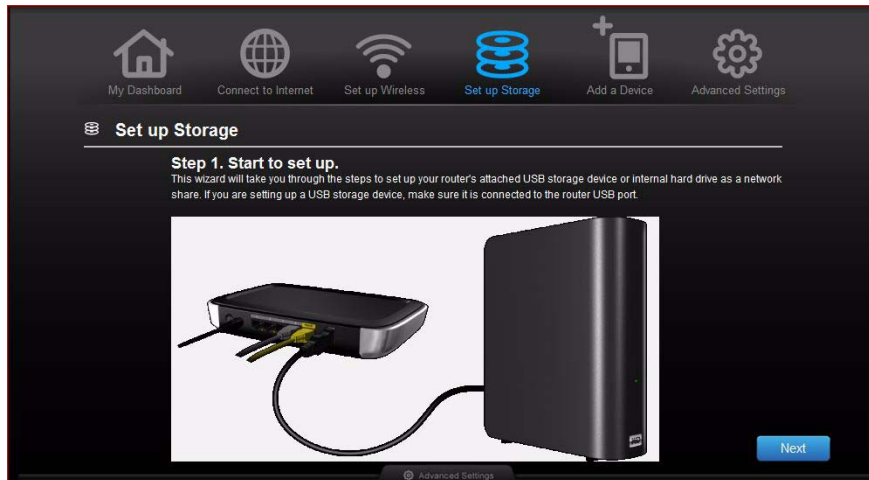 My Dashboard
Connect to Internet
Set up Wireless
Set up Storage
Add a Device
Advanced Settings
Set up Storage
Step 1. Start to set up.
This wizard will take you through the steps to set up your router's attached USB storage device or internal hard drive as a network
share. If you are setting up a USB storage device, make sure it is connected to the router USB port.
WD
Next
Advanced Settings